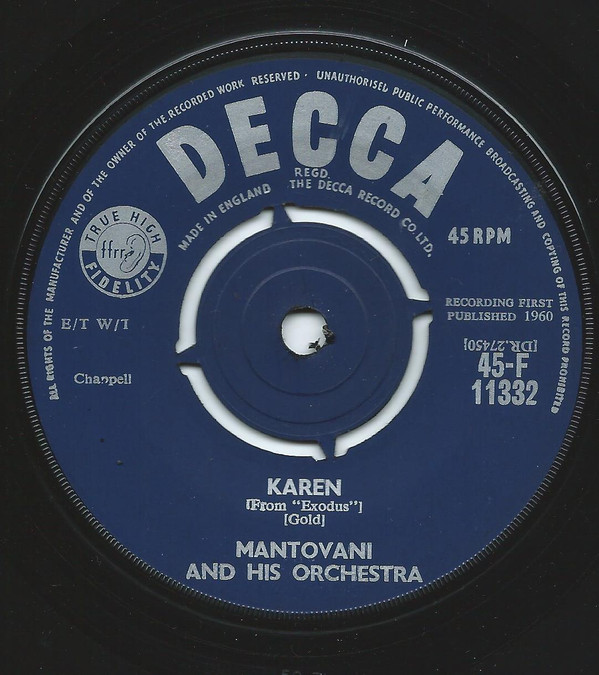 ALL RIGHTS OF THE MANUFACTURER AND OF THE OWNER OF THE RECORDED WORK RESERVED · UNAUTHORISED PUBLIC PERFORMANCE BROADCASTING AND COPYING OF THIS RECORD PROHIBITED
DECCA
REGD.
MADE IN ENGLAND THE DECCA RECORD CO. LTD.
TRUE HIGH
ffrr
FIDELITY
45 RPM
E/T W/T
RECORDING FIRST
PUBLISHED 1960
[DR.27450]
Chappell
45-F
11332
KAREN
[From "Exodus"]
[Gold]
MANTOVANI
AND HIS ORCHESTRA